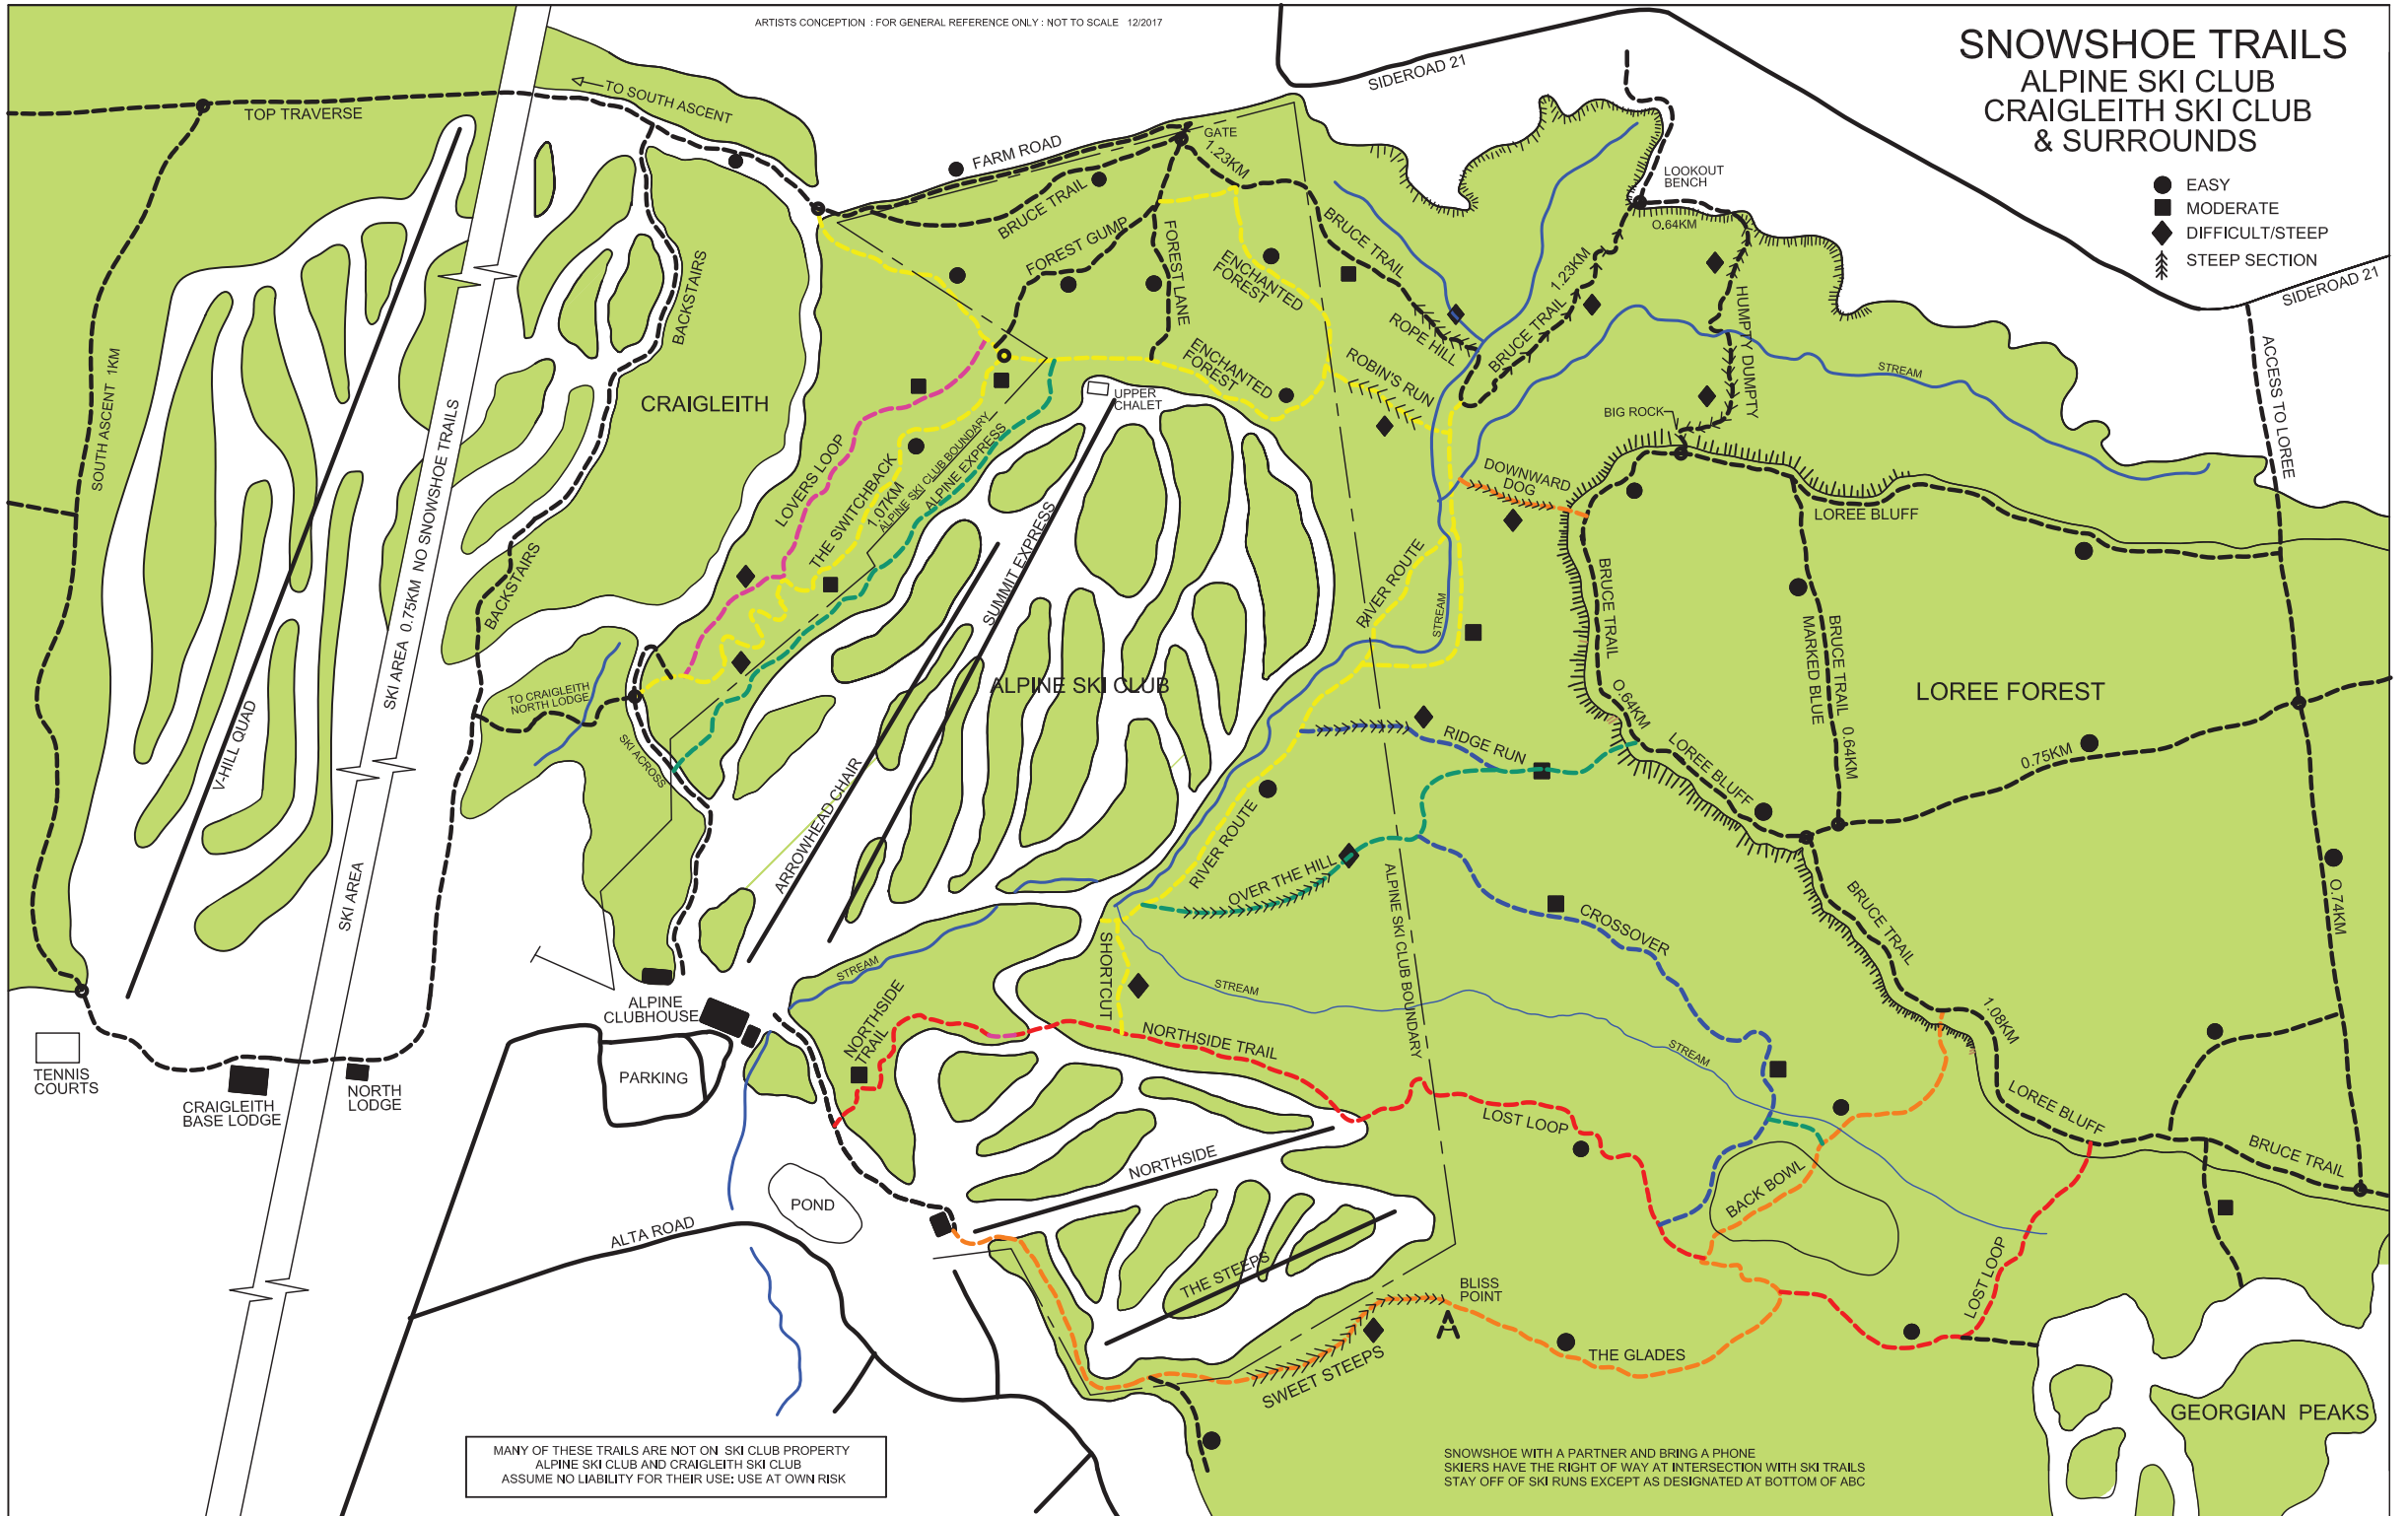 ARTISTS CONCEPTION : FOR GENERAL REFERENCE ONLY : NOT TO SCALE 12/2017
SNOWSHOE TRAILS
ALPINE SKI CLUB
CRAIGLEITH SKI CLUB
& SURROUNDS
EASY
MODERATE
DIFFICULT/STEEP
STEEP SECTION
SIDEROAD 21
SIDEROAD 21
TO SOUTH ASCENT
TOP TRAVERSE
FARM ROAD
GATE
1.23KM
LOOKOUT
BENCH
0.64KM
BRUCE TRAIL
FOREST GUMP
FOREST LANE
ENCHANTED
FOREST
BRUCE TRAIL
ROPE HILL
BRUCE TRAIL 1.23KM
HUMPTY DUMPTY
STREAM
ACCESS TO LOREE
BACKSTAIRS
SOUTH ASCENT 1KM
SKI AREA 0.75KM NO SNOWSHOE TRAILS
CRAIGLEITH
ENCHANTED
FOREST
ROBIN'S RUN
UPPER
CHALET
BIG ROCK
LOVERS LOOP
THE SWITCHBACK
1.07KM
ALPINE SKI CLUB BOUNDARY
ALPINE EXPRESS
SUMMIT EXPRESS
DOWNWARD
DOG
LOREE BLUFF
BACKSTAIRS
RIVER ROUTE
STREAM
BRUCE TRAIL
0.64KM
BRUCE TRAIL 0.64KM
MARKED BLUE
LOREE FOREST
TO CRAIGLEITH
NORTH LODGE
SKI ACROSS
ALPINE SKI CLUB
V-HILL QUAD
RIDGE RUN
LOREE BLUFF
0.75KM
ARROWHEAD CHAIR
RIVER ROUTE
OVER THE HILL
ALPINE SKI CLUB BOUNDARY
CROSSOVER
BRUCE TRAIL
0.74KM
SKI AREA
SHORTCUT
STREAM
STREAM
ALPINE
CLUBHOUSE
NORTHSIDE
TRAIL
NORTHSIDE TRAIL
STREAM
1.08KM
TENNIS
COURTS
CRAIGLEITH
BASE LODGE
NORTH
LODGE
PARKING
LOST LOOP
LOREE BLUFF
BRUCE TRAIL
NORTHSIDE
BACK BOWL
POND
ALTA ROAD
THE STEEPS
BLISS
POINT
LOST LOOP
SWEET STEEPS
THE GLADES
GEORGIAN PEAKS
MANY OF THESE TRAILS ARE NOT ON SKI CLUB PROPERTY
ALPINE SKI CLUB AND CRAIGLEITH SKI CLUB
ASSUME NO LIABILITY FOR THEIR USE: USE AT OWN RISK
SNOWSHOE WITH A PARTNER AND BRING A PHONE
SKIERS HAVE THE RIGHT OF WAY AT INTERSECTION WITH SKI TRAILS
STAY OFF OF SKI RUNS EXCEPT AS DESIGNATED AT BOTTOM OF ABC